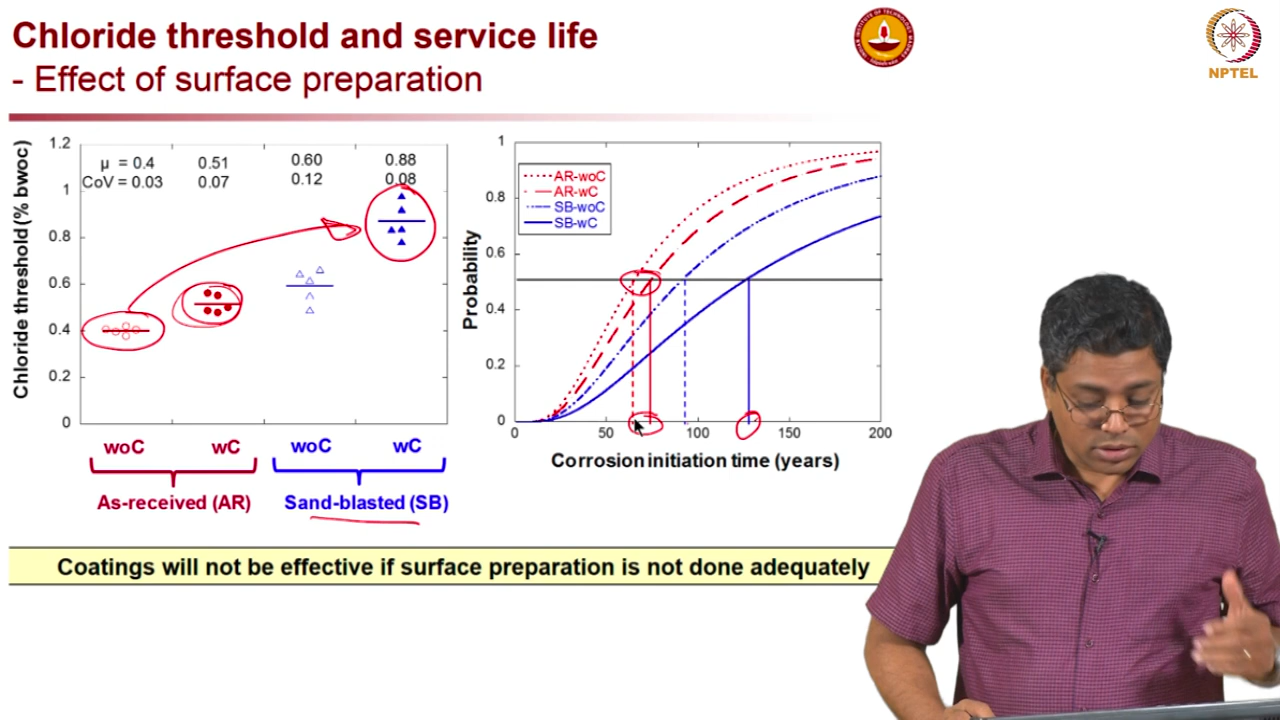 Chloride threshold and service life
- Effect of surface preparation
NPTEL
Chloride threshold (% bwoc)
1.2
1
0.8
0.6
0.4
0.2
0
μ = 0.4 0.51 0.60 0.88
CoV = 0.03 0.07 0.12 0.08
woC wC woC wC
As-received (AR) Sand-blasted (SB)
Probability
1
0.8
0.6
0.4
0.2
0
AR-woC
AR-wC
SB-woC
SB-wC
0 50 100 150 200
Corrosion initiation time (years)
Coatings will not be effective if surface preparation is not done adequately